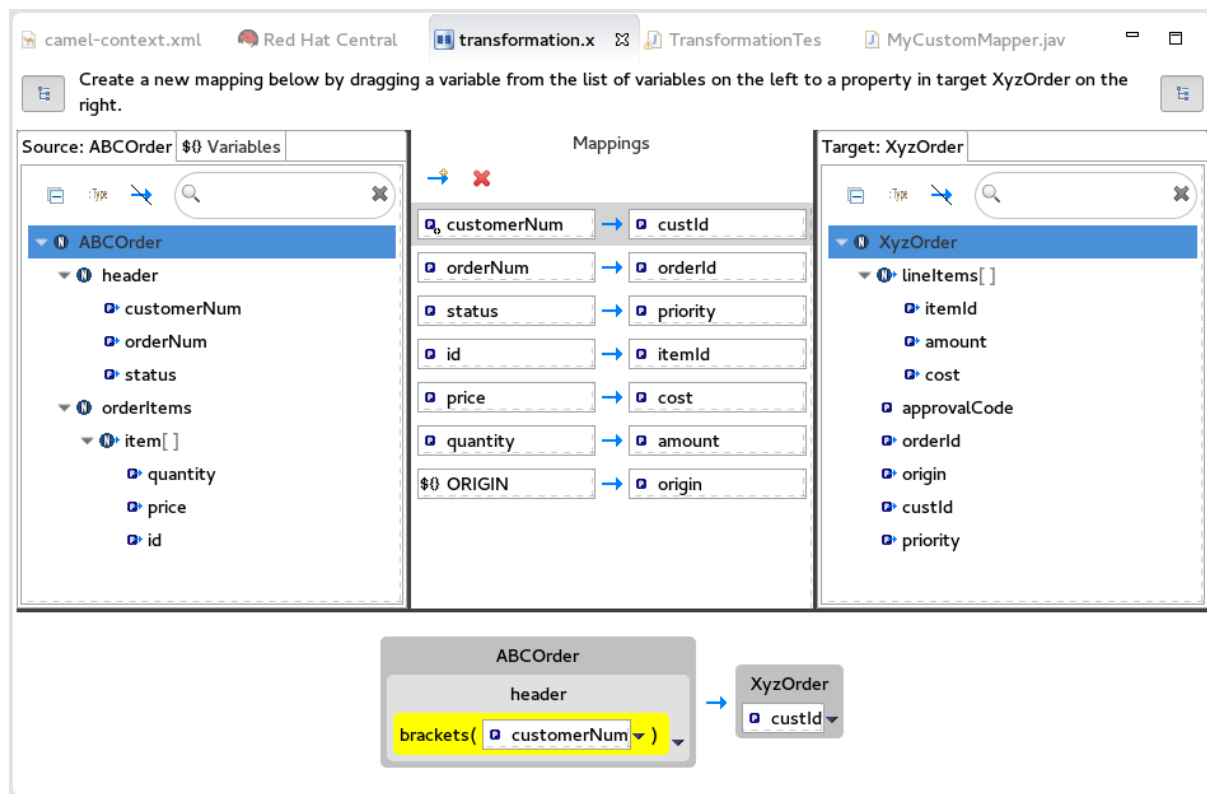 camel-context.xml Red Hat Central transformation.x TransformationTes MyCustomMapper.jav
Create a new mapping below by dragging a variable from the list of variables on the left to a property in target XyzOrder on the
right.
Source: ABCOrder ${} Variables
Mappings
Target: XyzOrder
: Type
: Type
ABCOrder
header
customerNum
orderNum
status
orderItems
item[ ]
quantity
price
id
customerNum custId
orderNum orderId
status priority
id itemId
price cost
quantity amount
${} ORIGIN origin
XyzOrder
lineItems[ ]
itemId
amount
cost
approvalCode
orderId
origin
custId
priority
ABCOrder
header
brackets( customerNum )
XyzOrder
custId